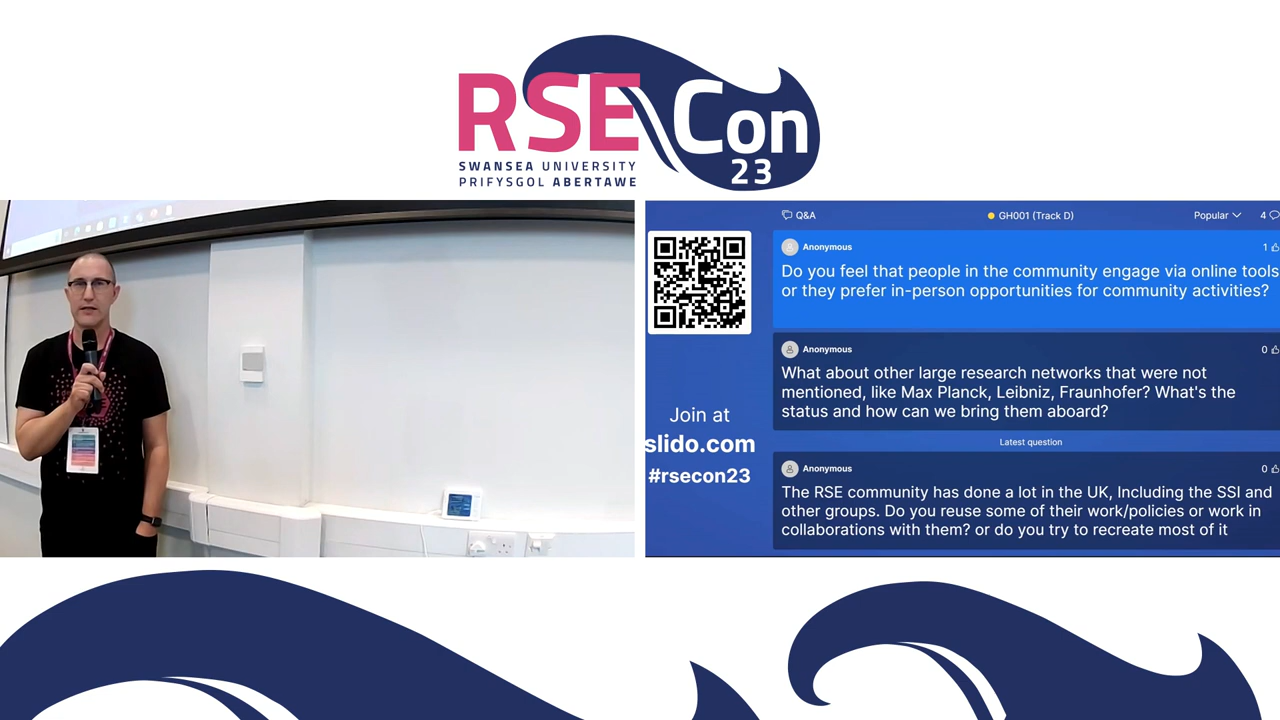 RSE Con
23
SWANSEA UNIVERSITY
PRIFYSGOL ABERTAWE
Q&A
GH001 (Track D)
Popular
4
Join at
slido.com
#rsecon23
Anonymous
1
Do you feel that people in the community engage via online tools
or they prefer in-person opportunities for community activities?
Anonymous
0
What about other large research networks that were not
mentioned, like Max Planck, Leibniz, Fraunhofer? What's the
status and how can we bring them aboard?
Latest question
Anonymous
0
The RSE community has done a lot in the UK, Including the SSI and
other groups. Do you reuse some of their work/policies or work in
collaborations with them? or do you try to recreate most of it